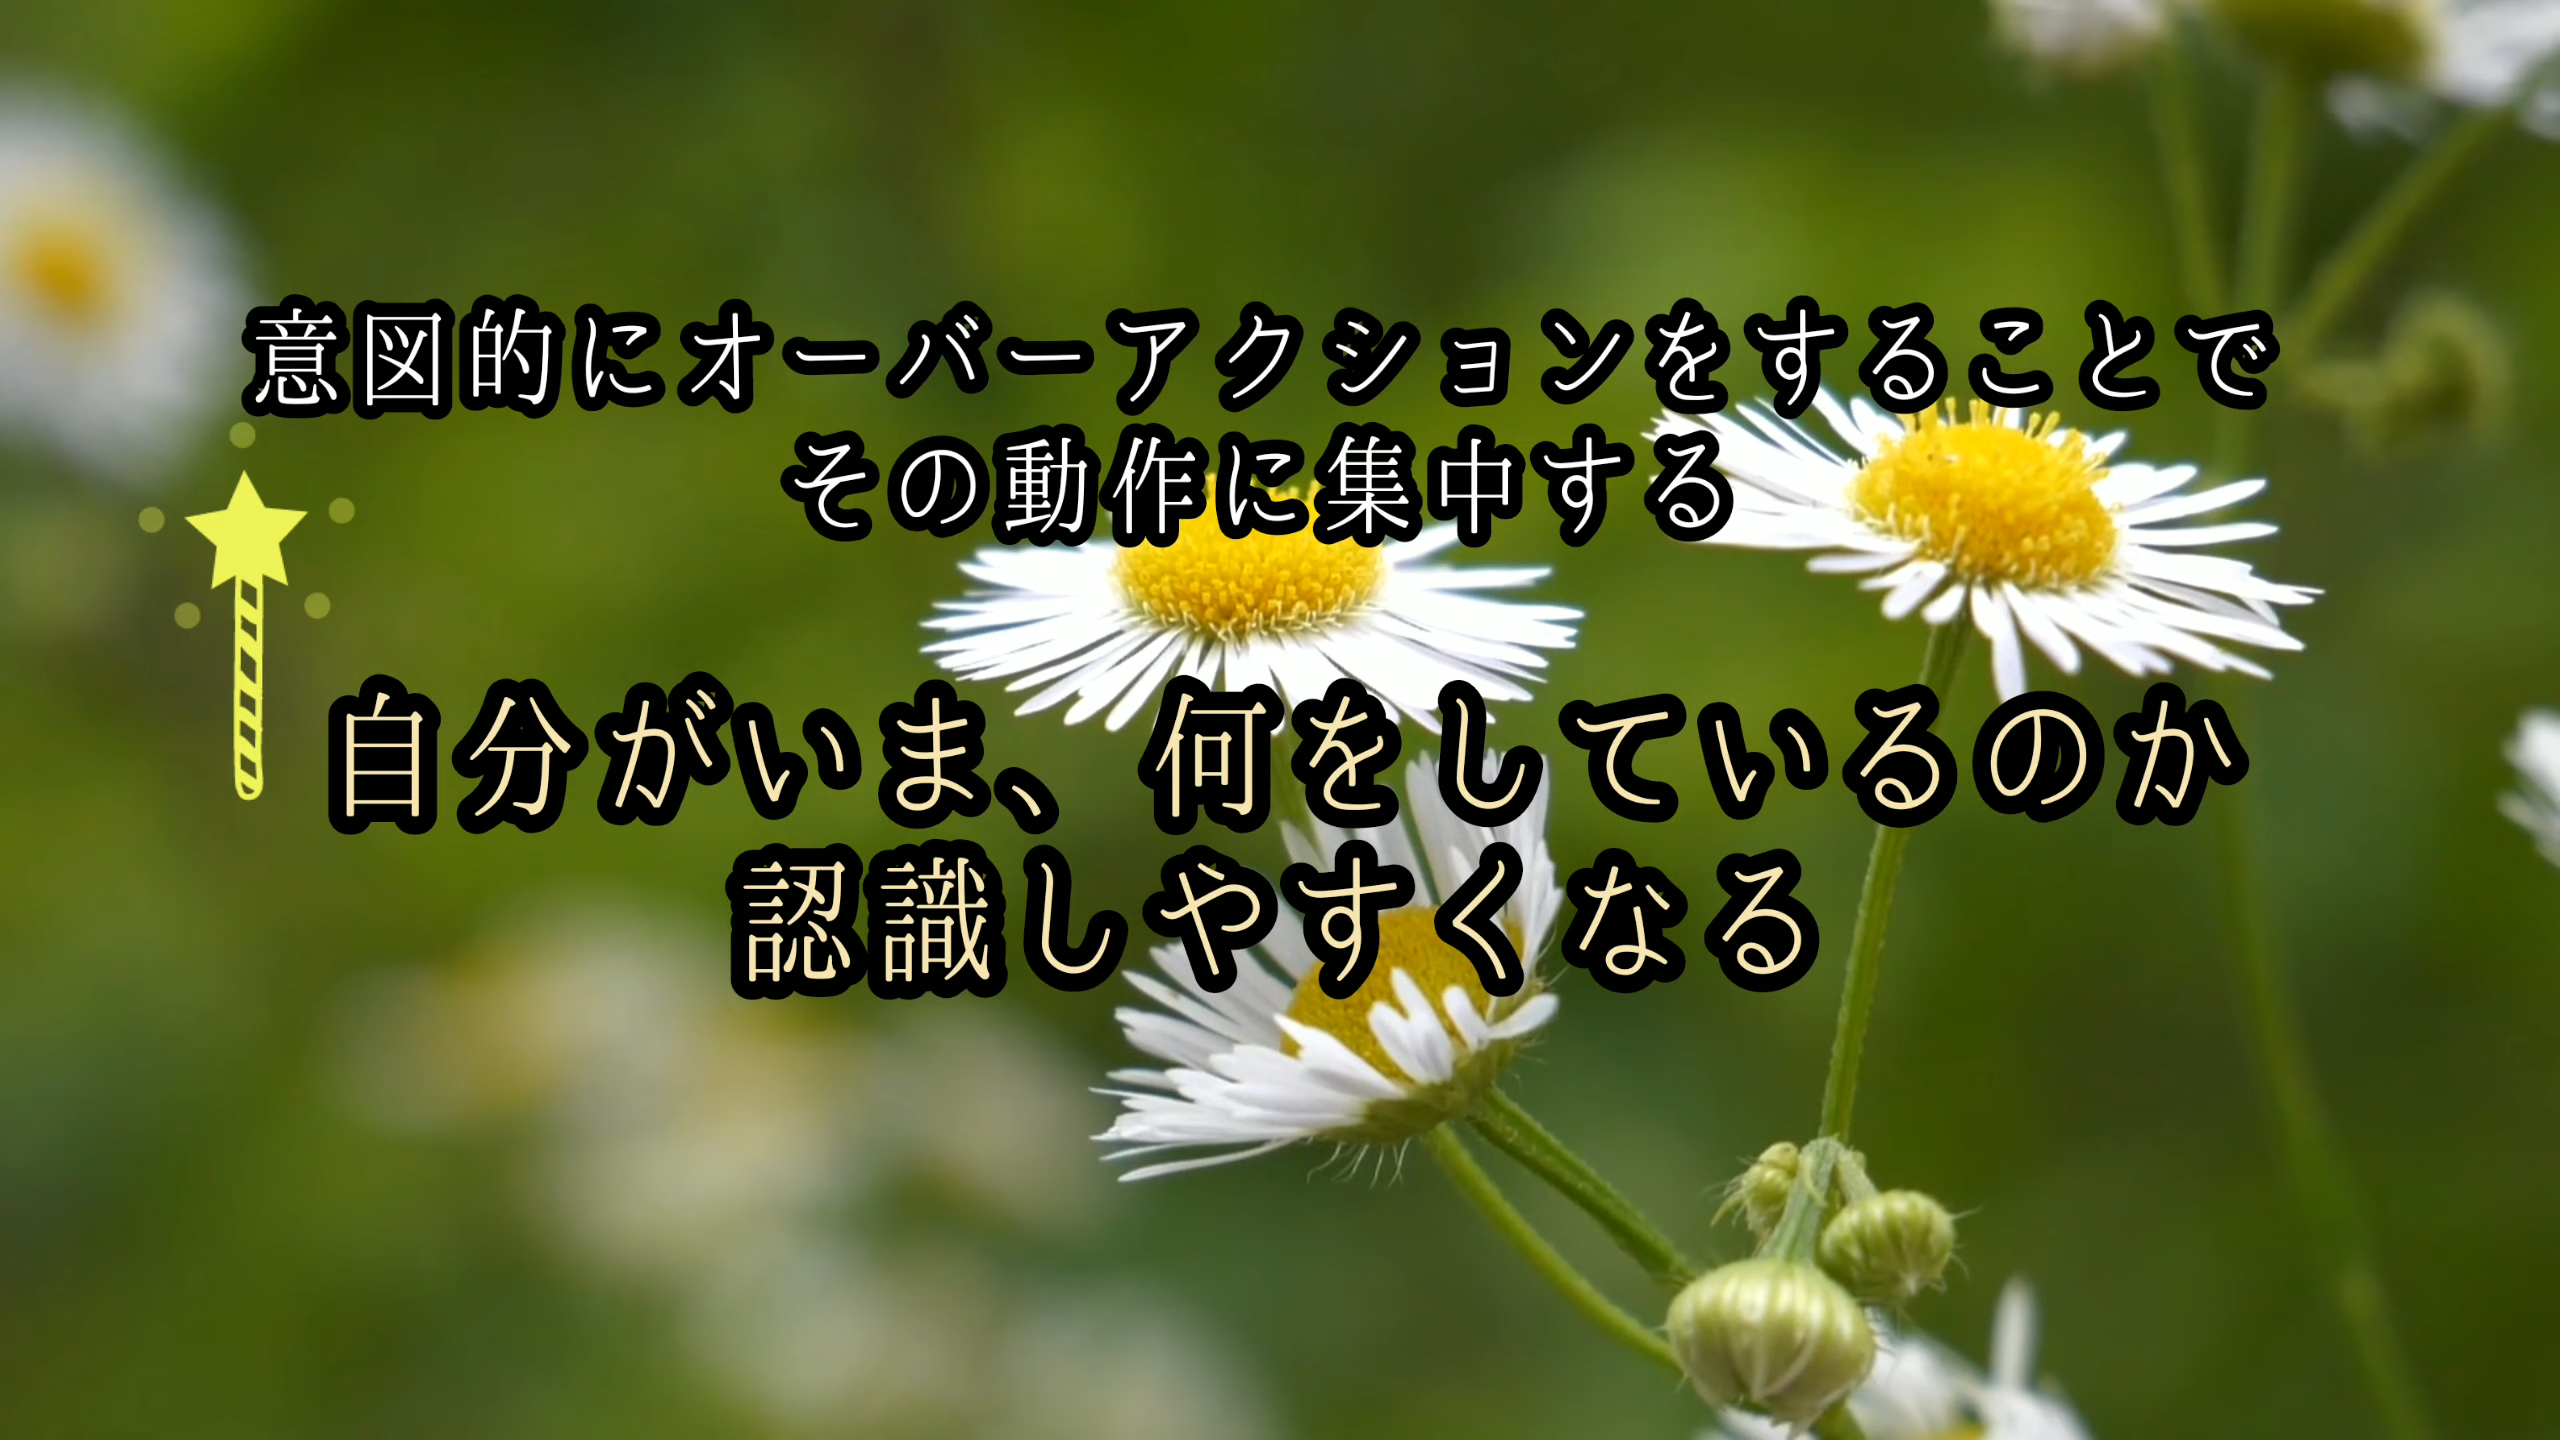 意図的にオーバーアクションをすることで
その動作に集中する
自分がいま、何をしているのか
認識しやすくなる